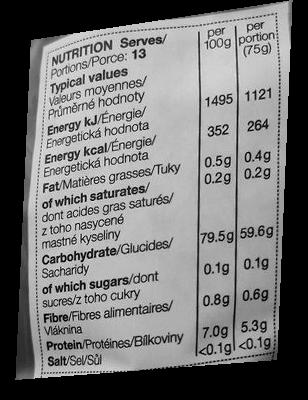 NUTRITION Serves/ per 100g per portion (75g)
Portions/Porce: 13
Typical values
Valeurs moyennes/
Průměrné hodnoty
Energy kJ/Énergie/ 1495 1121
Energetická hodnota
Energy kcal/Énergie/ 352 264
Energetická hodnota
Fat/Matières grasses/Tuky 0.5g 0.4g
of which saturates/ 0.2g 0.2g
dont acides gras saturés/
z toho nasycené
mastné kyseliny
Carbohydrate/Glucides/ 79.5g 59.6g
Sacharidy
of which sugars/dont 0.1g 0.1g
sucres/z toho cukry
Fibre/Fibres alimentaires/ 0.8g 0.6g
Vláknina
Protein/Protéines/Bílkoviny 7.0g 5.3g
Salt/Sel/Sůl <0.1g <0.1g